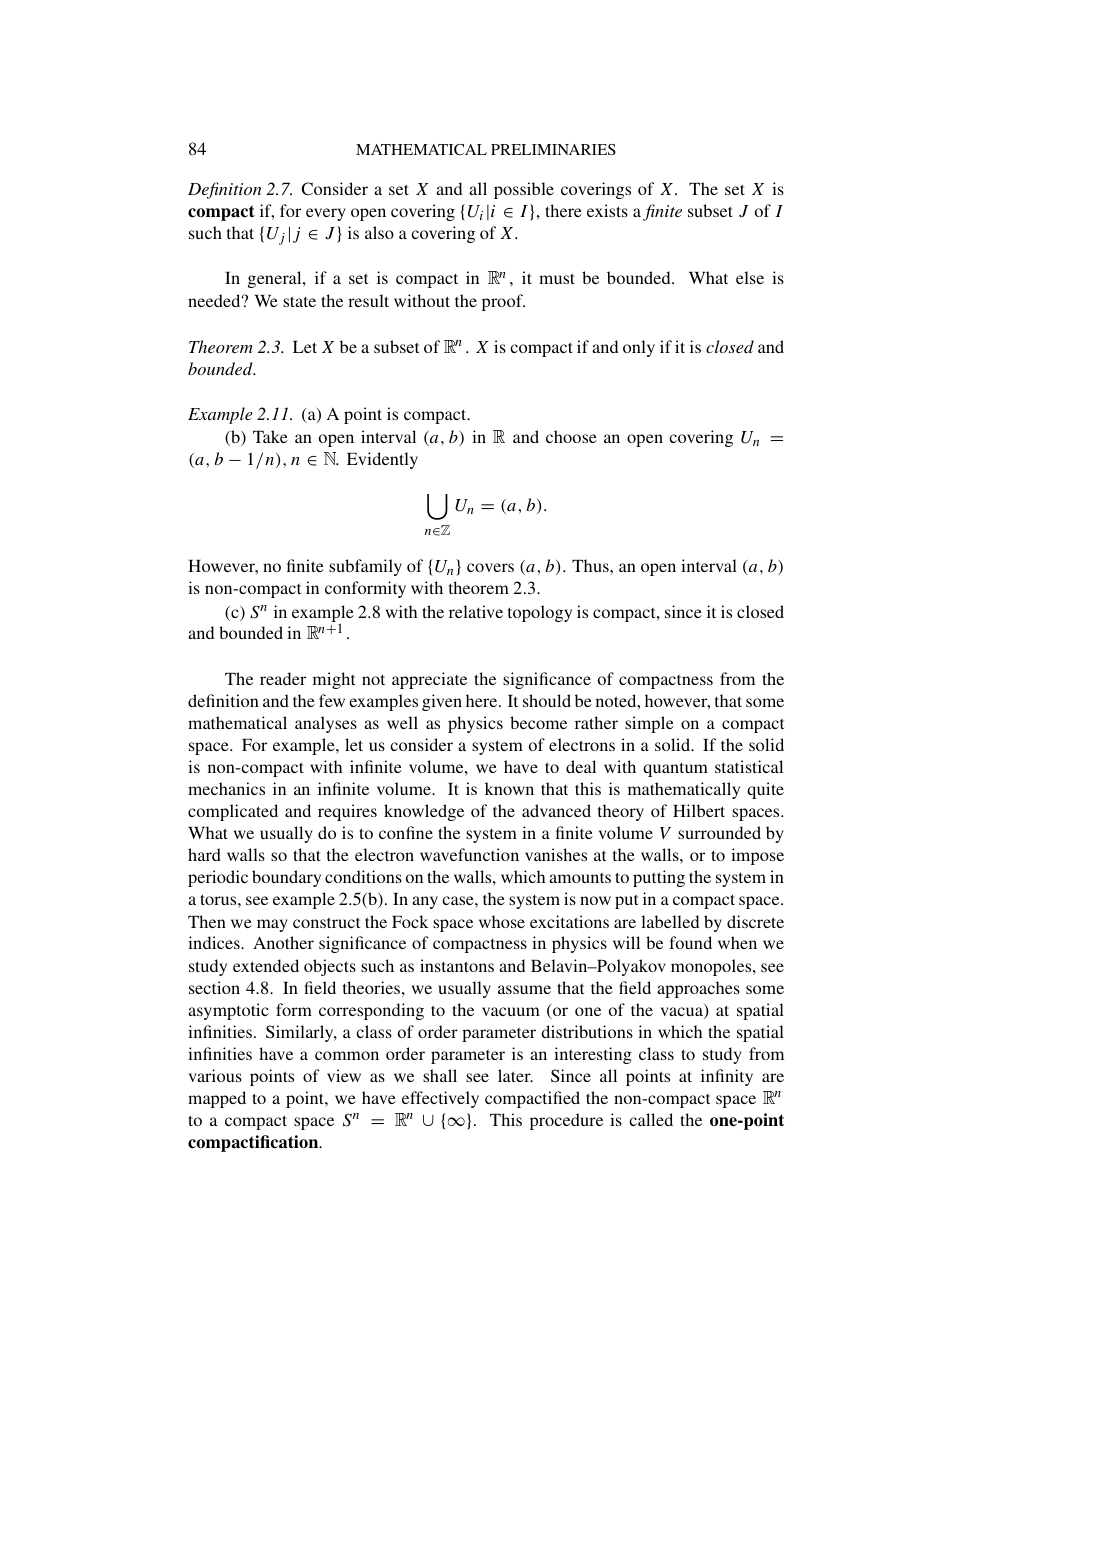 84 MATHEMATICAL PRELIMINARIES
Definition 2.7. Consider a set X and all possible coverings of X. The set X is
compact if, for every open covering {U_i|i ∈ I}, there exists a finite subset J of I
such that {U_j|j ∈ J} is also a covering of X.
In general, if a set is compact in ℝ^n, it must be bounded. What else is
needed? We state the result without the proof.
Theorem 2.3. Let X be a subset of ℝ^n. X is compact if and only if it is closed and
bounded.
Example 2.11. (a) A point is compact.
(b) Take an open interval (a, b) in ℝ and choose an open covering U_n =
(a, b − 1/n), n ∈ ℕ. Evidently
⋃ U_n = (a, b).
n∈ℤ
However, no finite subfamily of {U_n} covers (a, b). Thus, an open interval (a, b)
is non-compact in conformity with theorem 2.3.
(c) S^n in example 2.8 with the relative topology is compact, since it is closed
and bounded in ℝ^{n+1}.
The reader might not appreciate the significance of compactness from the
definition and the few examples given here. It should be noted, however, that some
mathematical analyses as well as physics become rather simple on a compact
space. For example, let us consider a system of electrons in a solid. If the solid
is non-compact with infinite volume, we have to deal with quantum statistical
mechanics in an infinite volume. It is known that this is mathematically quite
complicated and requires knowledge of the advanced theory of Hilbert spaces.
What we usually do is to confine the system in a finite volume V surrounded by
hard walls so that the electron wavefunction vanishes at the walls, or to impose
periodic boundary conditions on the walls, which amounts to putting the system in
a torus, see example 2.5(b). In any case, the system is now put in a compact space.
Then we may construct the Fock space whose excitations are labelled by discrete
indices. Another significance of compactness in physics will be found when we
study extended objects such as instantons and Belavin–Polyakov monopoles, see
section 4.8. In field theories, we usually assume that the field approaches some
asymptotic form corresponding to the vacuum (or one of the vacua) at spatial
infinities. Similarly, a class of order parameter distributions in which the spatial
infinities have a common order parameter is an interesting class to study from
various points of view as we shall see later. Since all points at infinity are
mapped to a point, we have effectively compactified the non-compact space ℝ^n
to a compact space S^n = ℝ^n ∪ {∞}. This procedure is called the one-point
compactification.